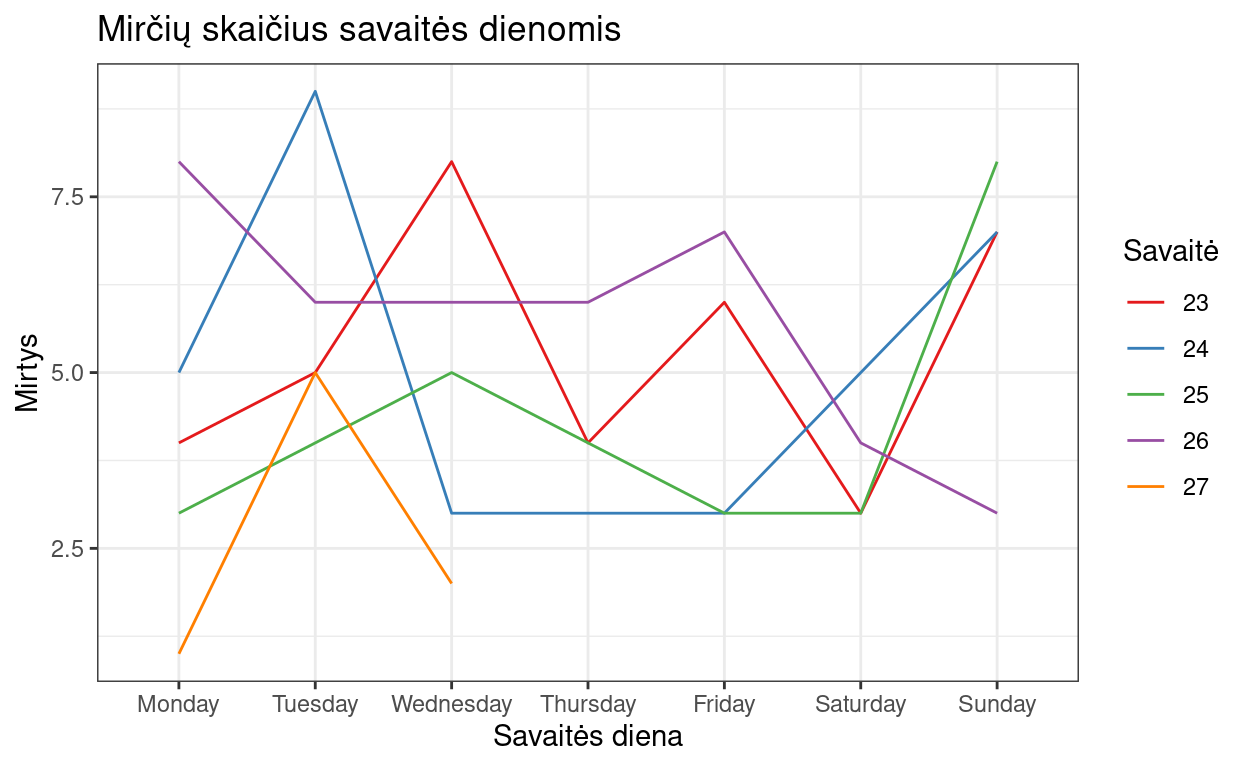 Mirčių skaičius savaitės dienomis
Mirtys
7.5
5.0
2.5
Monday Tuesday Wednesday Thursday Friday Saturday Sunday
Savaitės diena
Savaitė
23
24
25
26
27